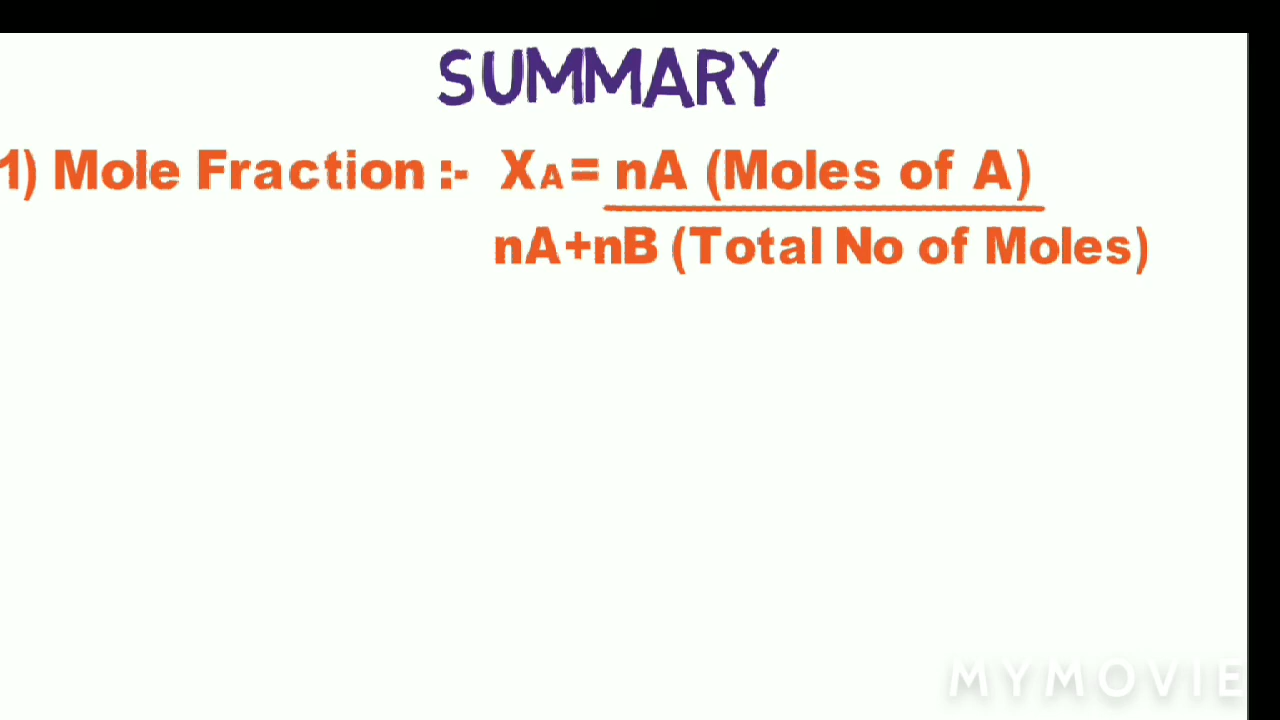 SUMMARY
1) Mole Fraction :- XA = nA (Moles of A)
nA+nB (Total No of Moles)
MYMOVIE